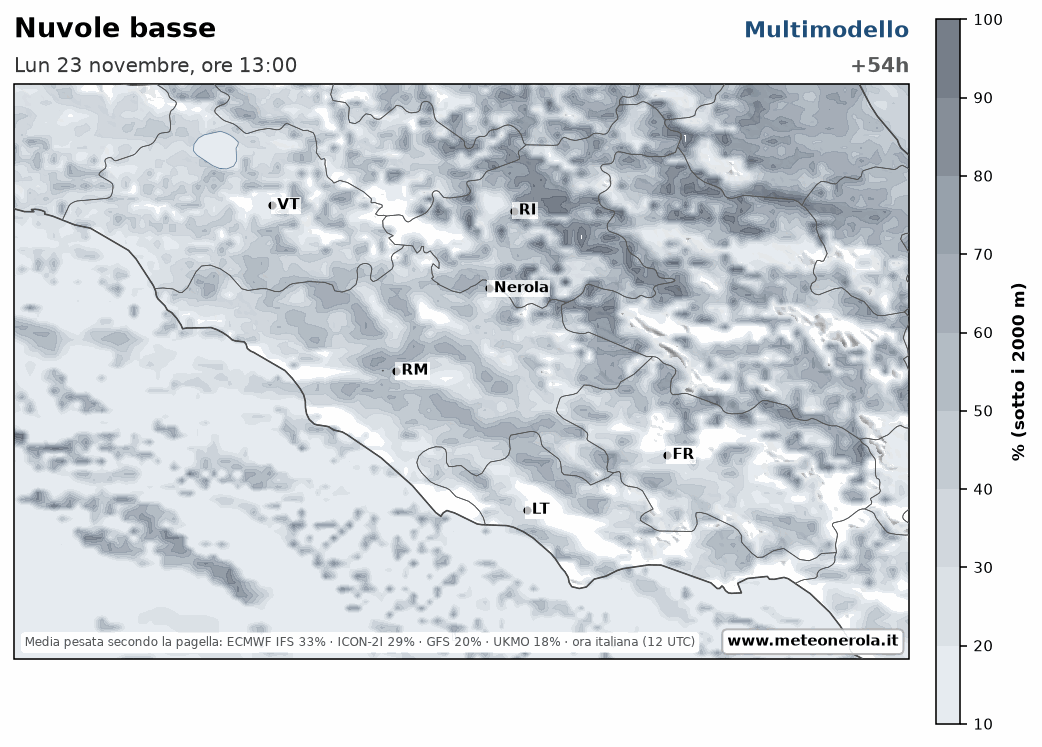 Nuvole basse
Multimodello
Lun 23 novembre, ore 13:00
+54h
VT
RI
Nerola
RM
FR
LT
Media pesata secondo la pagella: ECMWF IFS 33% · ICON-2I 29% · GFS 20% · UKMO 18% · ora italiana (12 UTC)
www.meteonerola.it
100
90
80
70
60
50
40
30
20
10
% (sotto i 2000 m)